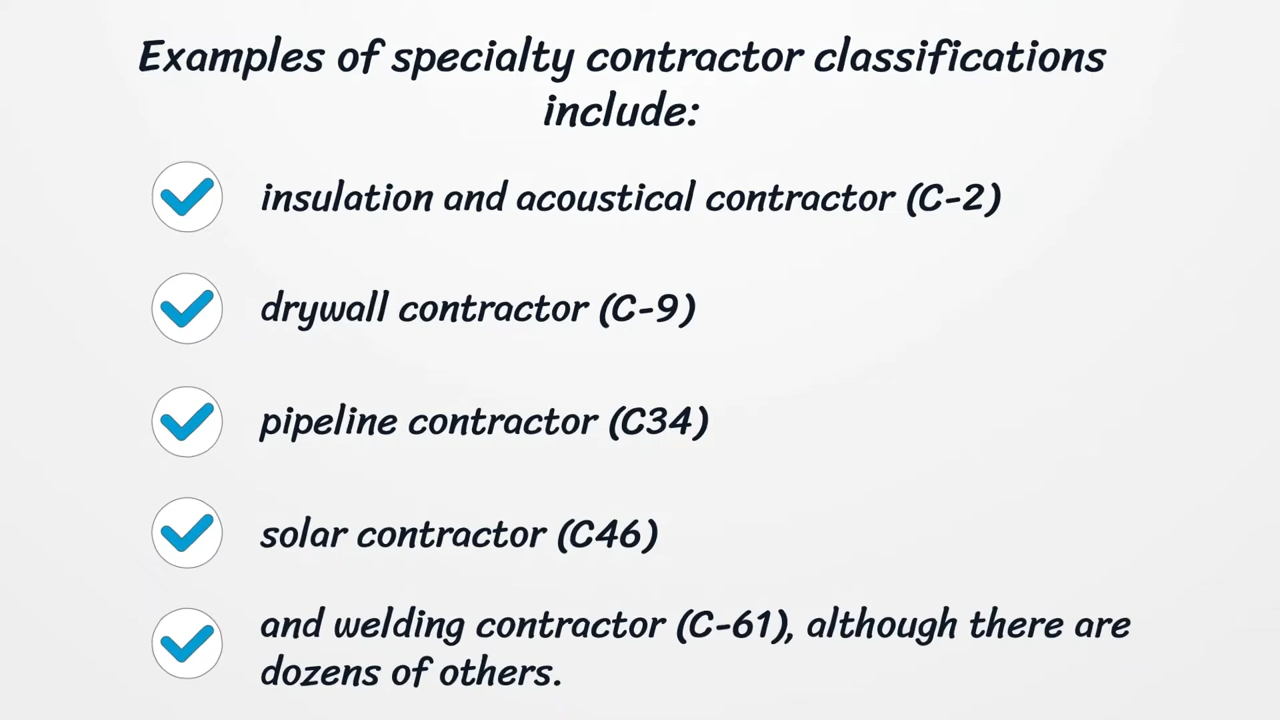 Examples of specialty contractor classifications
include:
insulation and acoustical contractor (C-2)
drywall contractor (C-9)
pipeline contractor (C34)
solar contractor (C46)
and welding contractor (C-61), although there are
dozens of others.